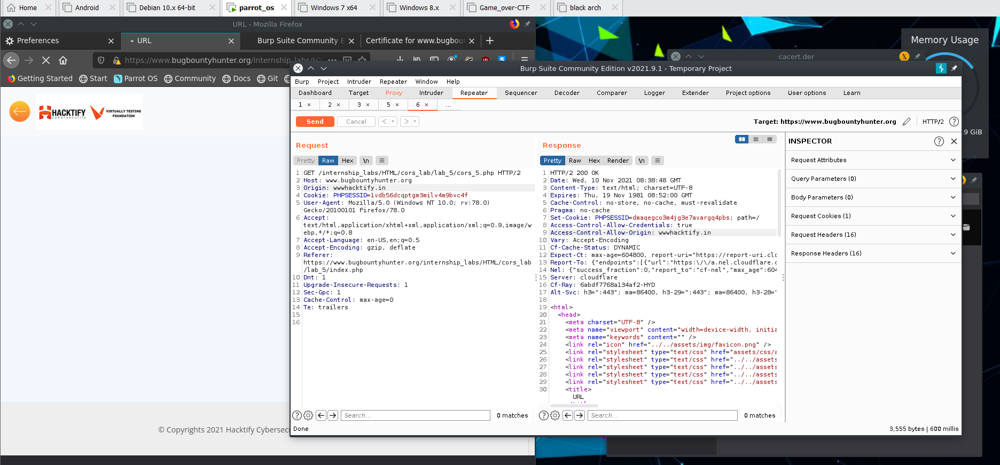 Home
Android
Debian 10.x 64-bit
parrot_os
Windows 7 x64
Windows 8.x
Game_over-CTF
black arch
URL - Mozilla Firefox
Preferences
URL
Burp Suite Community E
Certificate for www.bugbou
https://www.bugbountyhunter.org/internship_labs/H
Getting Started
Start
Parrot OS
Community
Docs
Git
HACKTIFY
cybersecurity
VIRTUALLY TESTING
FOUNDATION
© Copyrights 2021 Hacktify Cybersec
Memory Usage
cacert.der
.9 GiB
Burp Suite Community Edition v2021.9.1 - Temporary Project
Burp Project Intruder Repeater Window Help
Dashboard Target Proxy Intruder Repeater Sequencer Decoder Comparer Logger Extender Project options User options Learn
1 × 2 × 3 × 5 × 6 × ...
Send Cancel < >
Target: https://www.bugbountyhunter.org HTTP/2 ?
Request
Pretty Raw Hex \n
1 GET /internship_labs/HTML/cors_lab/lab_5/cors_5.php HTTP/2
2 Host: www.bugbountyhunter.org
3 Origin: wwwhacktify.in
4 Cookie: PHPSESSID=1vdb56dcqptgm3milv4m9bvc4f
5 User-Agent: Mozilla/5.0 (Windows NT 10.0; rv:78.0)
Gecko/20100101 Firefox/78.0
6 Accept:
text/html,application/xhtml+xml,application/xml;q=0.9,image/w
ebp,*/*;q=0.8
7 Accept-Language: en-US,en;q=0.5
8 Accept-Encoding: gzip, deflate
9 Referer:
https://www.bugbountyhunter.org/internship_labs/HTML/cors_lab
/lab_5/index.php
10 Dnt: 1
11 Upgrade-Insecure-Requests: 1
12 Sec-Gpc: 1
13 Cache-Control: max-age=0
14 Te: trailers
15
16
Search...
0 matches
Response
Pretty Raw Hex Render \n
1 HTTP/2 200 OK
2 Date: Wed, 10 Nov 2021 08:38:48 GMT
3 Content-Type: text/html; charset=UTF-8
4 Expires: Thu, 19 Nov 1981 08:52:00 GMT
5 Cache-Control: no-store, no-cache, must-revalidate
6 Pragma: no-cache
7 Set-Cookie: PHPSESSID=dmaqegco3m4jg3e7avargq4pbs; path=/
8 Access-Control-Allow-Credentials: true
9 Access-Control-Allow-Origin: wwwhacktify.in
10 Vary: Accept-Encoding
11 Cf-Cache-Status: DYNAMIC
12 Expect-Ct: max-age=604800, report-uri="https://report-uri.clo
13 Report-To: {"endpoints":[{"url":"https:\/\/a.nel.cloudflare.c
14 Nel: {"success_fraction":0,"report_to":"cf-nel","max_age":604
15 Server: cloudflare
16 Cf-Ray: 6abdf7768a134af2-HYD
17 Alt-Svc: h3=":443"; ma=86400, h3-29=":443"; ma=86400, h3-28="
18
19 <html>
20 <head>
21 <meta charset="UTF-8" />
22 <meta name="viewport" content="width=device-width, initia
23 <meta name="keywords" content="" />
24 <link rel="icon" href="../../assets/img/favicon.png" />
25 <link rel="stylesheet" type="text/css" href="assets/css/a
26 <link rel="stylesheet" type="text/css" href="../../assets
27 <link rel="stylesheet" type="text/css" href="../../assets
28 <link rel="stylesheet" type="text/css" href="../../assets
29 <link rel="stylesheet" type="text/css" href="../../assets
30 <title>
URL
Search...
0 matches
INSPECTOR
Request Attributes
Query Parameters (0)
Body Parameters (0)
Request Cookies (1)
Request Headers (16)
Response Headers (16)
Done
3,555 bytes | 600 millis